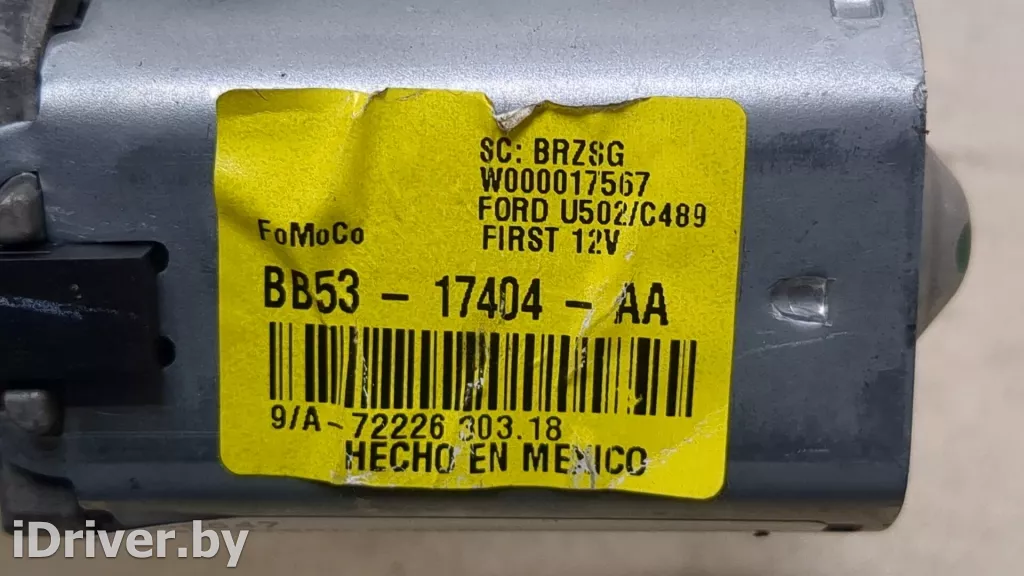 SC: BRZSG
W000017567
FORD U502/C489
FoMoCo
FIRST 12V
BB53 - 17404 - AA
9/A-72226 303.18
HECHO EN MEXICO
iDriver.by